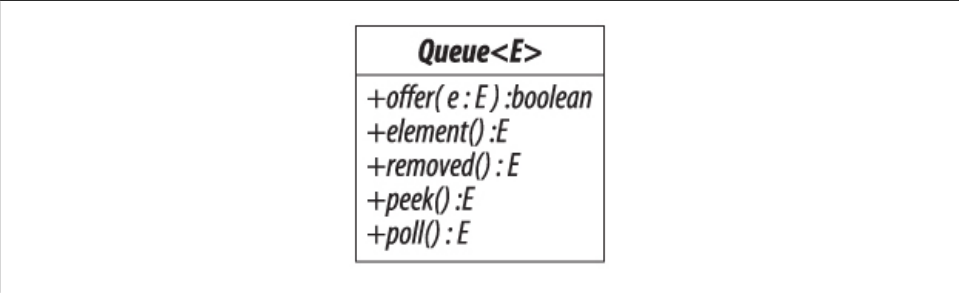 Queue<E>
+offer( e : E ) :boolean
+element() :E
+removed() : E
+peek() :E
+poll() : E